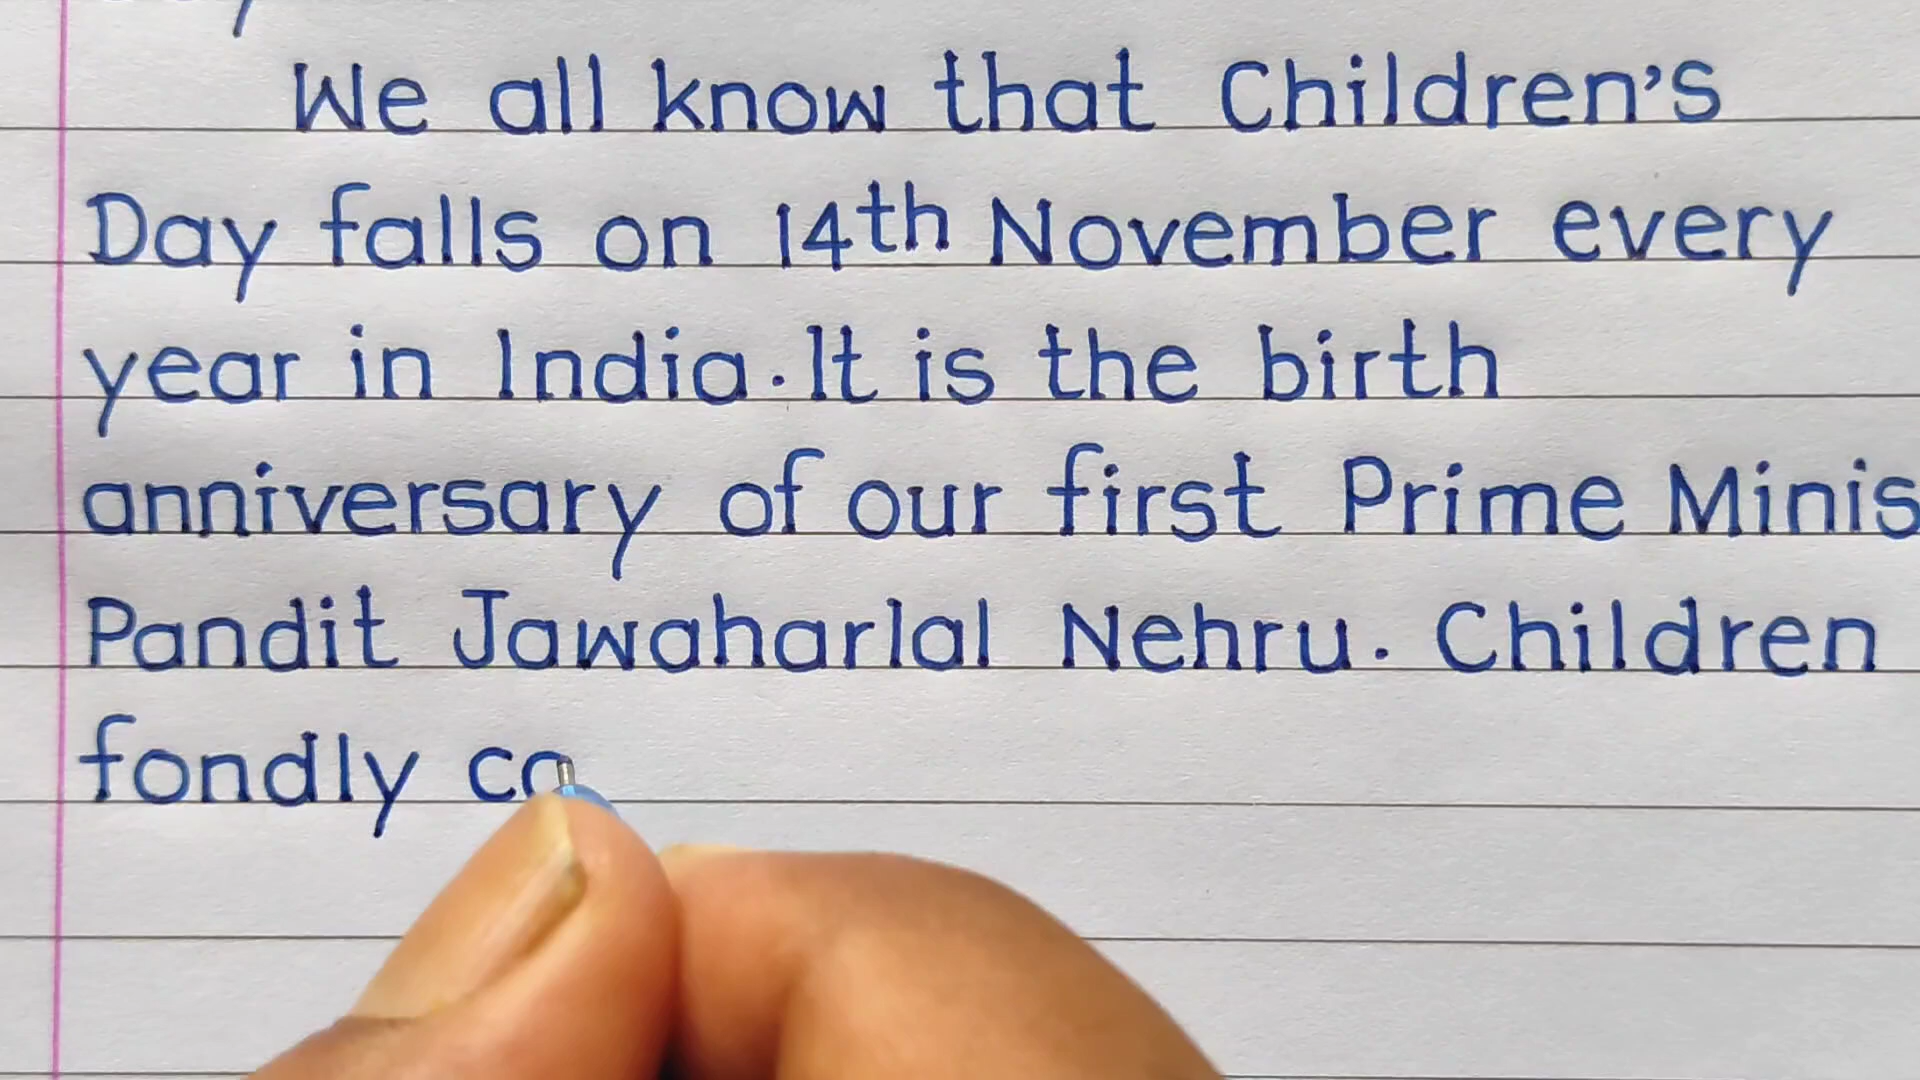 We all know that Children's
Day falls on 14th November every
year in India. It is the birth
anniversary of our first Prime Minis
Pandit Jawaharlal Nehru. Children
fondly